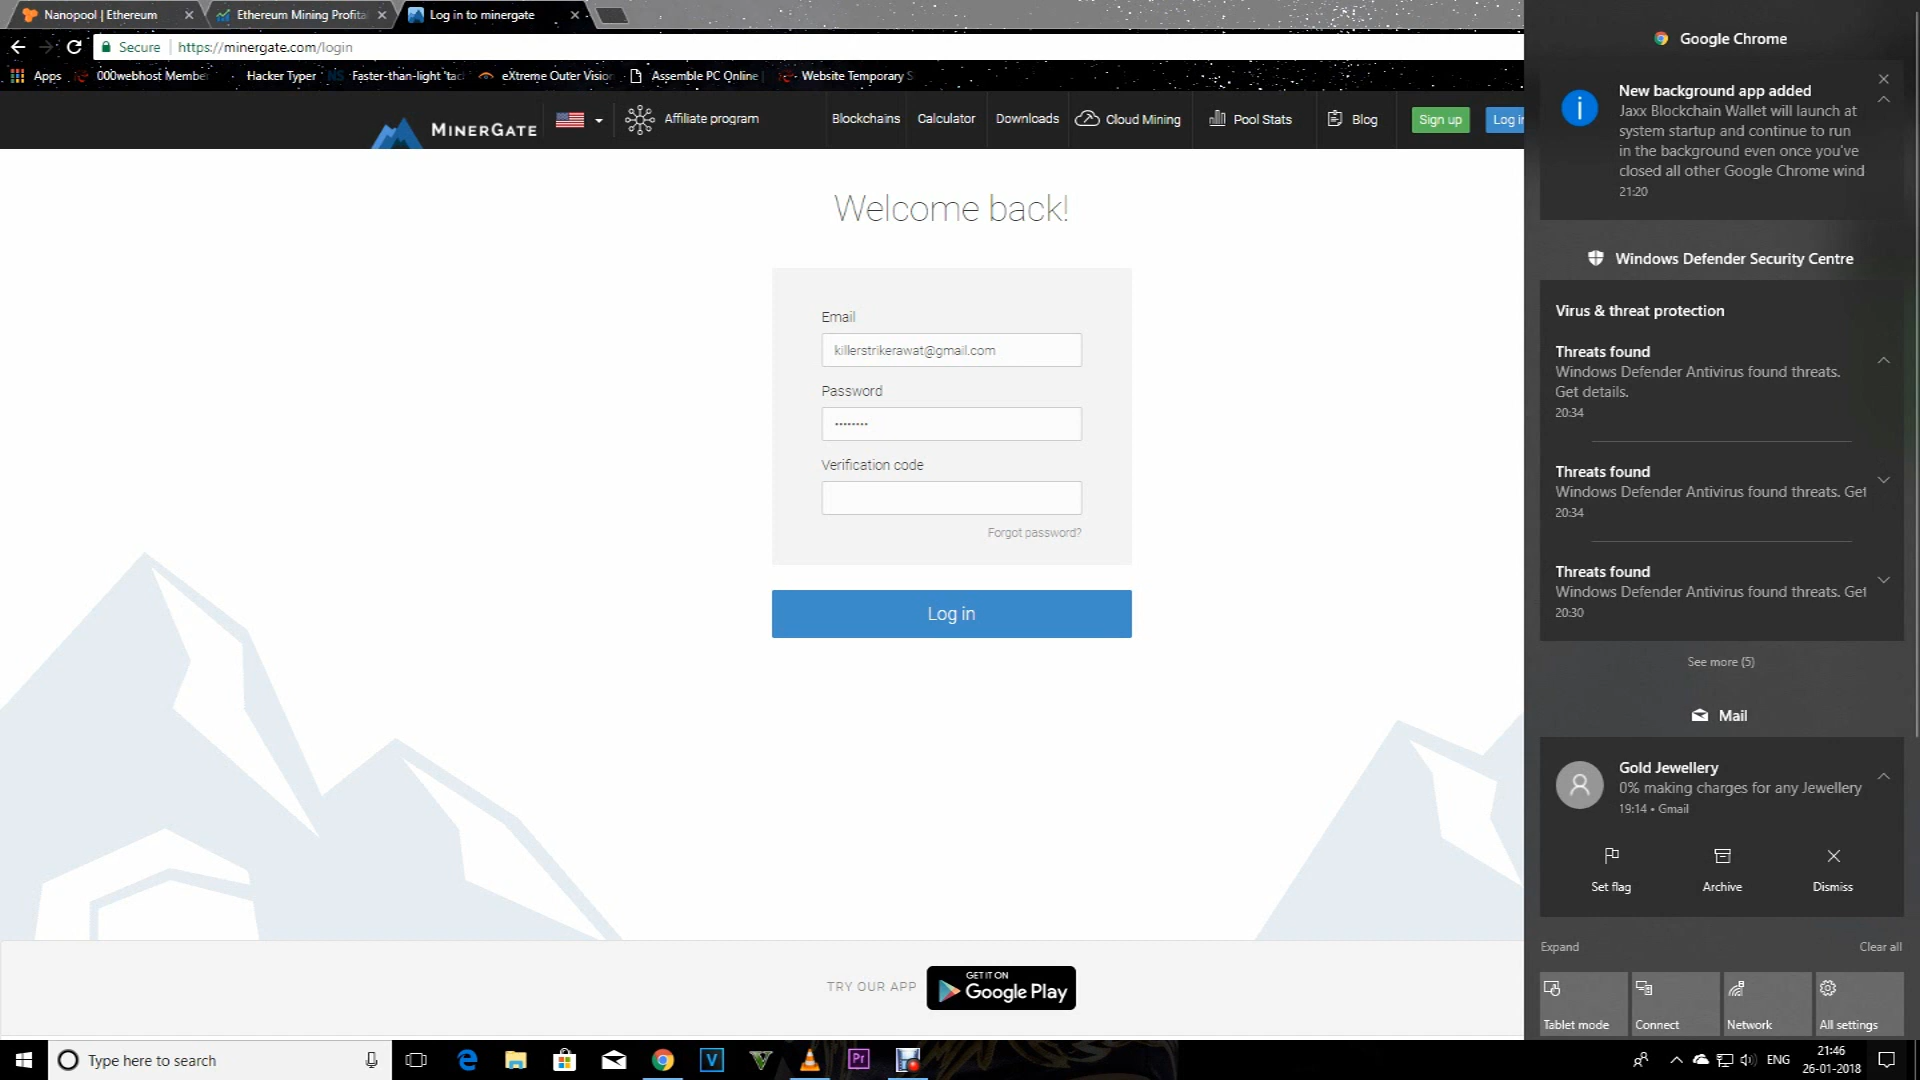 Nanopool | Ethereum
Ethereum Mining Profita
Log in to minergate
Secure
https://minergate.com/login
Apps
000webhost Membe
Hacker Typer
Faster-than-light 'tac
eXtreme Outer Vision
Assemble PC Online
Website Temporary S
MINERGATE
Affiliate program
Blockchains
Calculator
Downloads
Cloud Mining
Pool Stats
Blog
Sign up
Log in
Welcome back!
Email
killerstrikerawat@gmail.com
Password
Verification code
Forgot password?
Log in
TRY OUR APP
GET IT ON
Google Play
Google Chrome
New background app added
Jaxx Blockchain Wallet will launch at
system startup and continue to run
in the background even once you've
closed all other Google Chrome wind
21:20
Windows Defender Security Centre
Virus & threat protection
Threats found
Windows Defender Antivirus found threats.
Get details.
20:34
Threats found
Windows Defender Antivirus found threats. Get
20:34
Threats found
Windows Defender Antivirus found threats. Get
20:30
See more (5)
Mail
Gold Jewellery
0% making charges for any Jewellery
19:14 • Gmail
Set flag
Archive
Dismiss
Expand
Clear all
Tablet mode
Connect
Network
All settings
Type here to search
ENG
21:46
26-01-2018